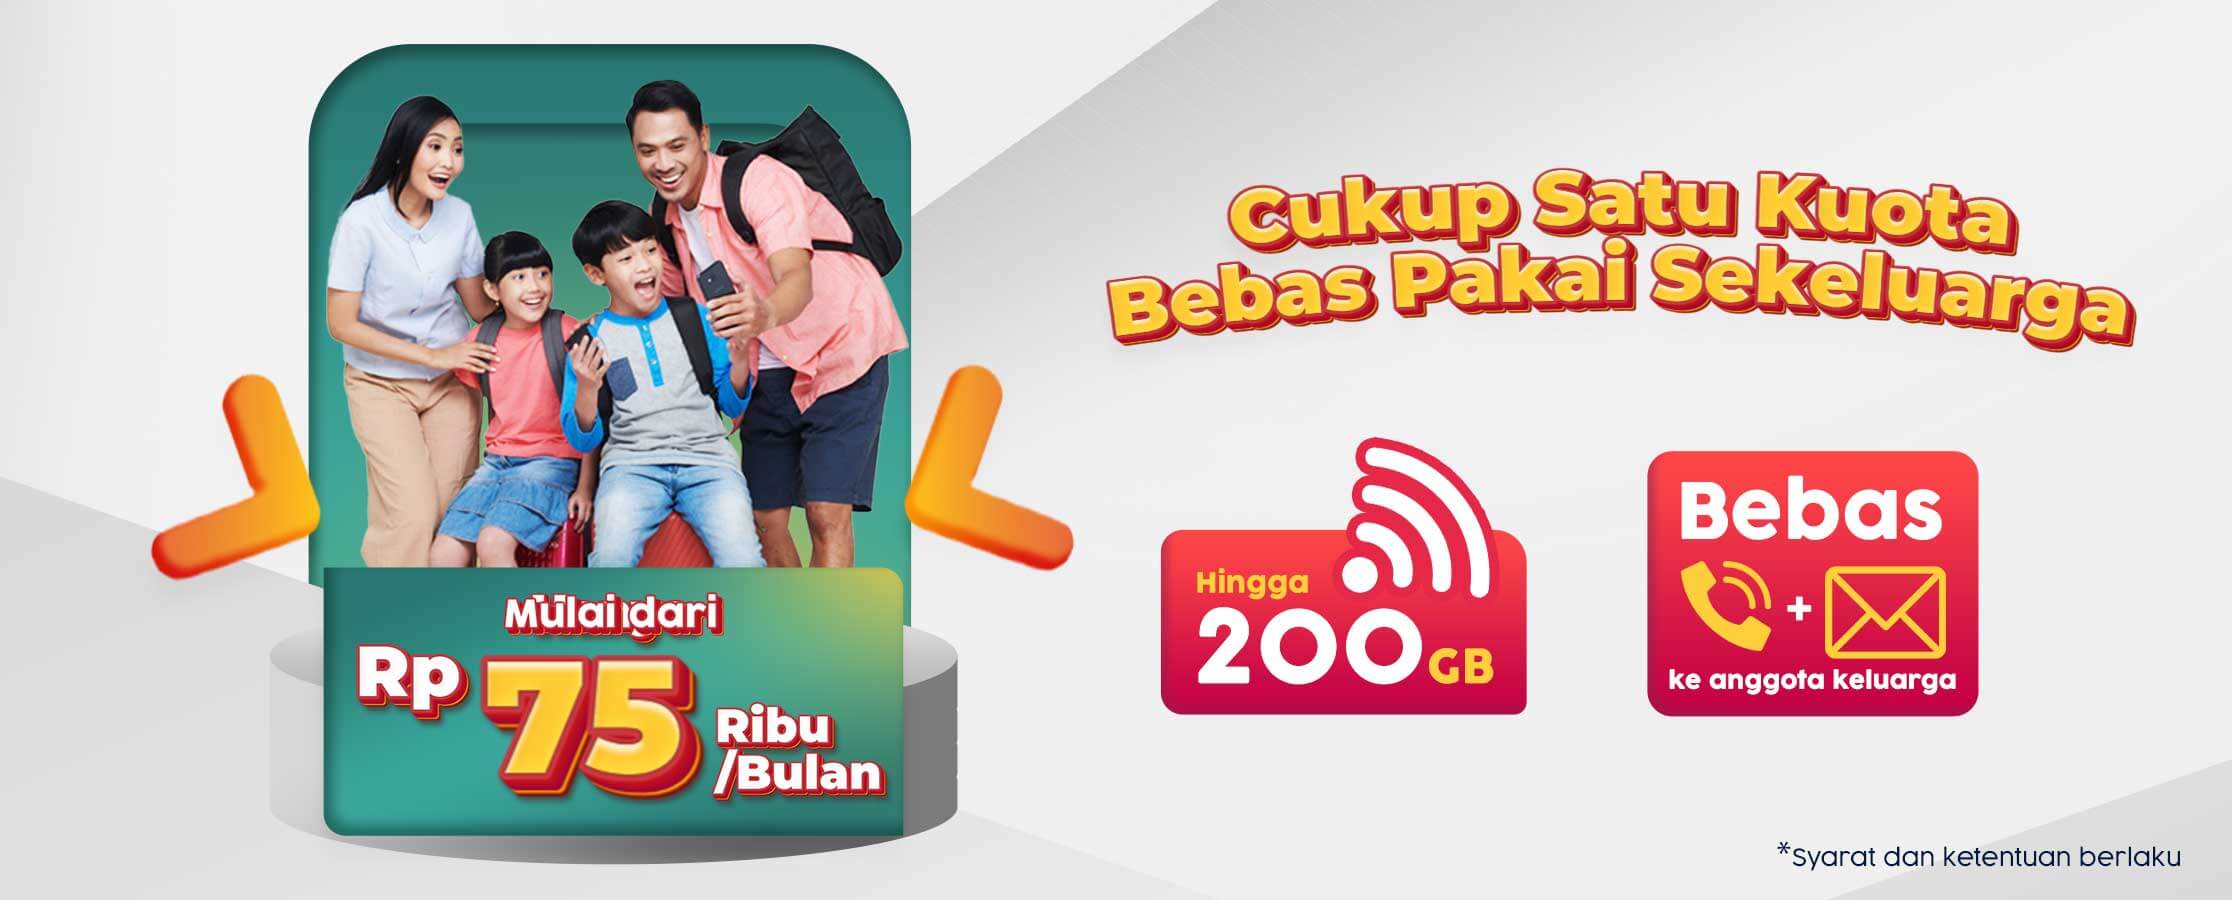 Cukup Satu Kuota
Bebas Pakai Sekeluarga
Mulai dari
Rp 75 Ribu
/Bulan
Hingga
200 GB
Bebas
+
ke anggota keluarga
*Syarat dan ketentuan berlaku